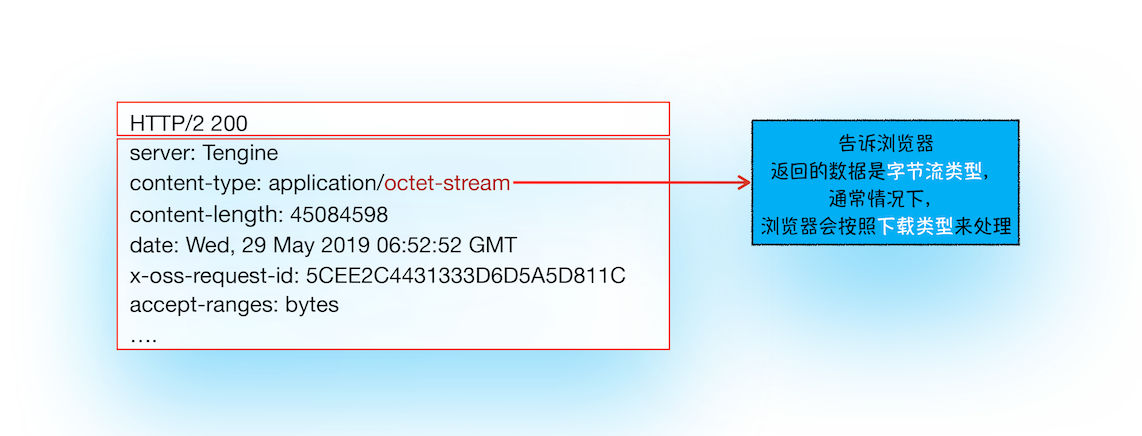 HTTP/2 200
server: Tengine
content-type: application/octet-stream
content-length: 45084598
date: Wed, 29 May 2019 06:52:52 GMT
x-oss-request-id: 5CEE2C4431333D6D5A5D811C
accept-ranges: bytes
....
告诉浏览器
返回的数据是字节流类型，
通常情况下，
浏览器会按照下载类型来处理